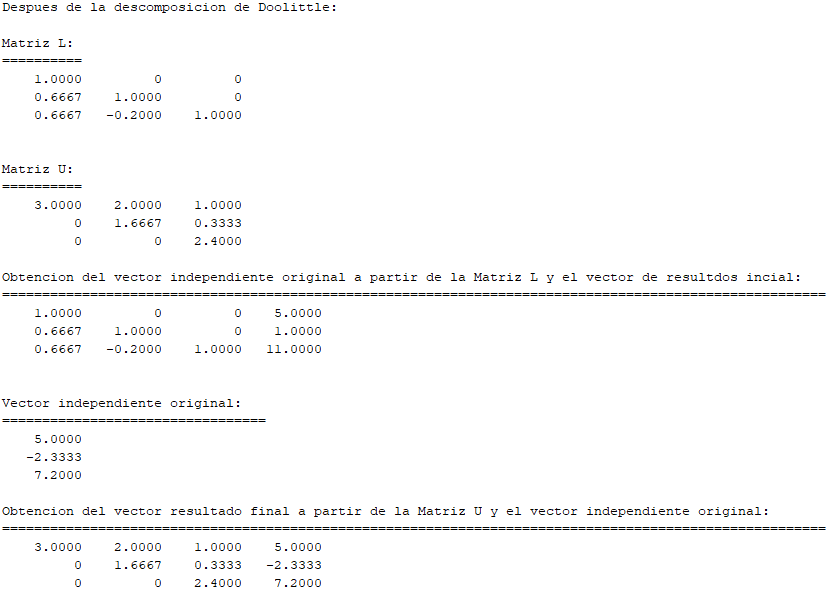 Despues de la descomposicion de Doolittle:
Matriz L:
==========
1.0000 0 0
0.6667 1.0000 0
0.6667 -0.2000 1.0000
Matriz U:
==========
3.0000 2.0000 1.0000
0 1.6667 0.3333
0 0 2.4000
Obtencion del vector independiente original a partir de la Matriz L y el vector de resultdos incial:
=======================================================================================================
1.0000 0 0 5.0000
0.6667 1.0000 0 1.0000
0.6667 -0.2000 1.0000 11.0000
Vector independiente original:
=================================
5.0000
-2.3333
7.2000
Obtencion del vector resultado final a partir de la Matriz U y el vector independiente original:
=======================================================================================================
3.0000 2.0000 1.0000 5.0000
0 1.6667 0.3333 -2.3333
0 0 2.4000 7.2000